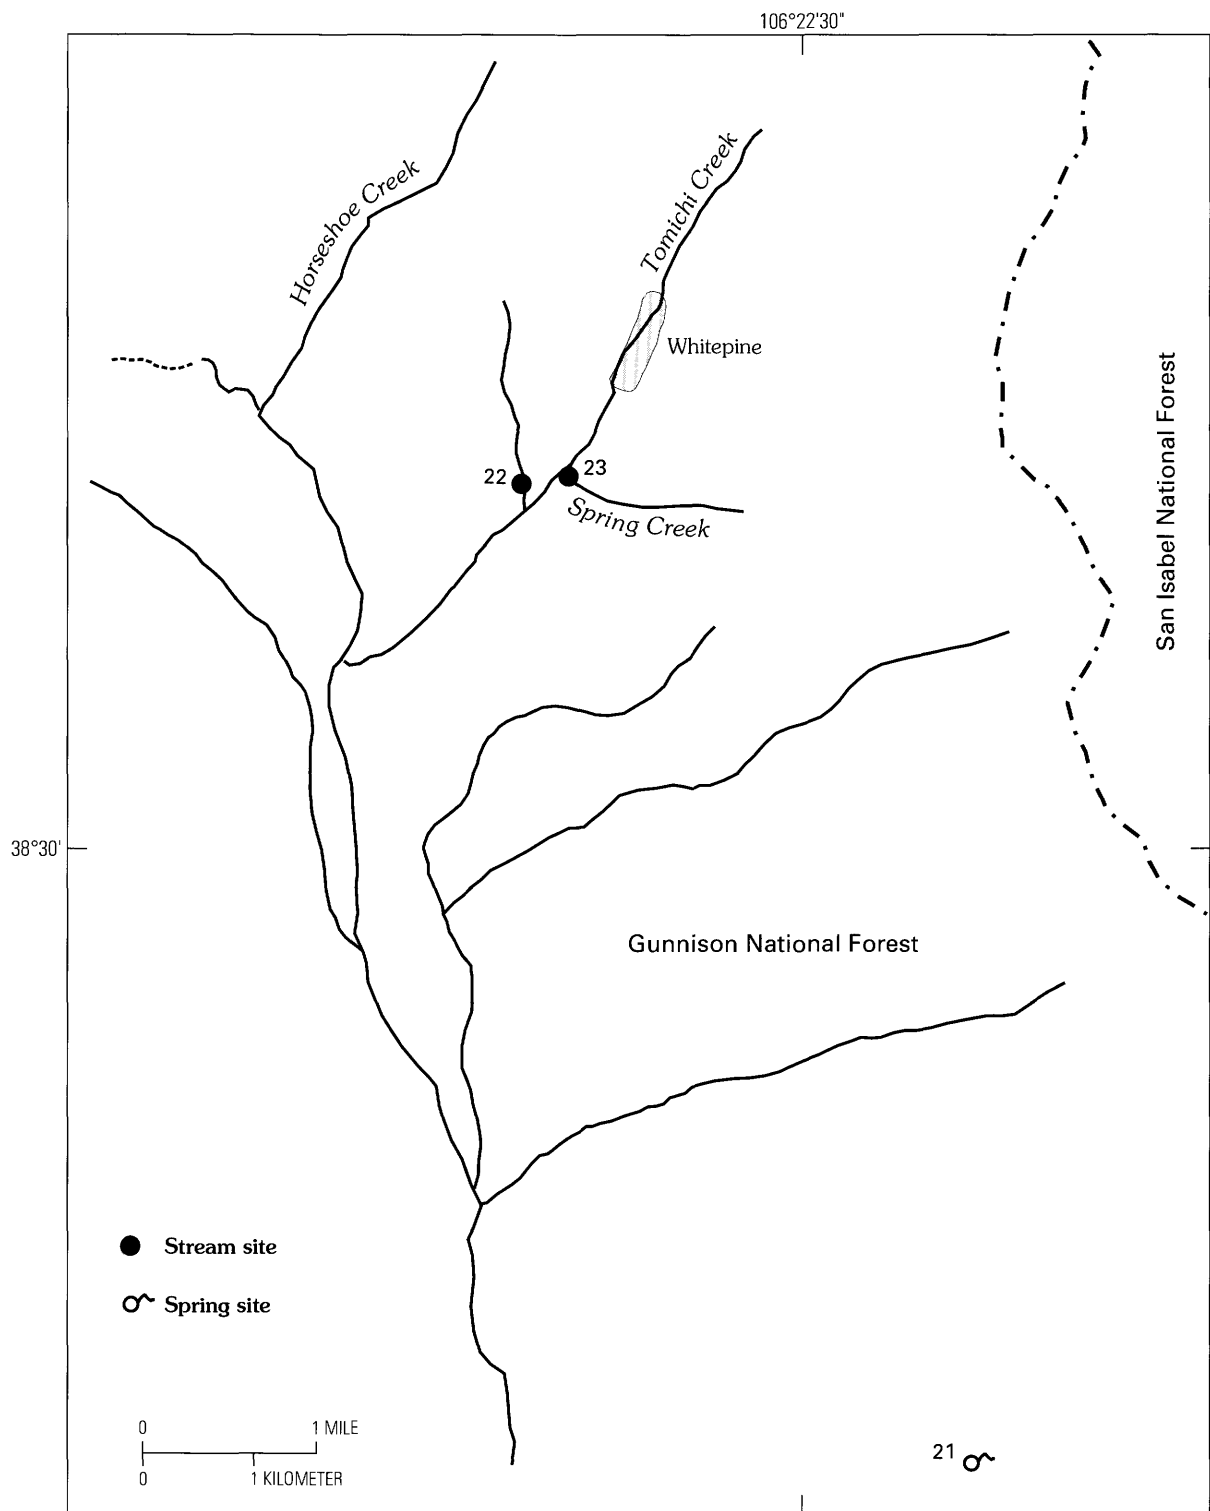 106°22'30"
Horseshoe Creek
Tomichi Creek
Whitepine
San Isabel National Forest
22
23
Spring Creek
38°30'
Gunnison National Forest
Stream site
Spring site
0 1 MILE
0 1 KILOMETER
21